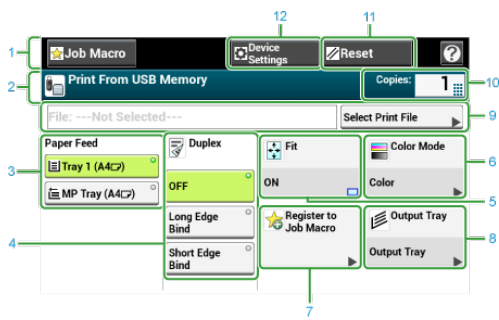 12
11
1
Job Macro
Device
Settings
Reset
?
2
Print From USB
Memory
Copies:
1
10
File: ---Not Selected---
Select Print File
9
Paper Feed
Duplex
Fit
Color Mode
3
Tray 1 (A4)
MP Tray (A4)
OFF
ON
Color
6
5
4
Long Edge
Bind
Short Edge
Bind
Register to
Job Macro
Output Tray
Output Tray
8
7